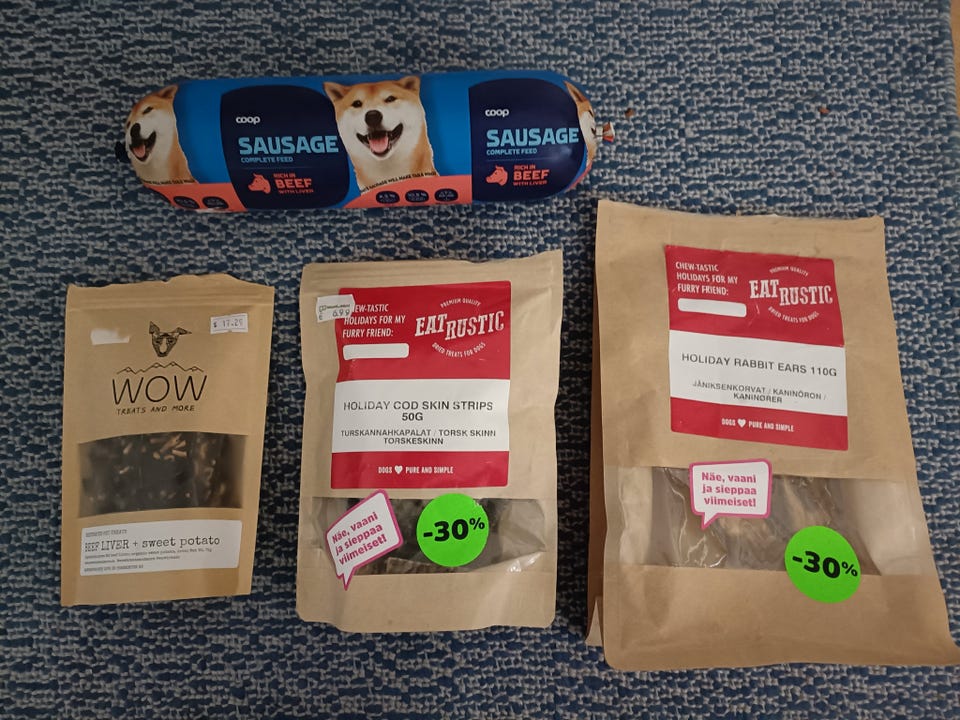 coop
SAUSAGE
COMPLETE FEED
RICH IN
BEEF
WITH LIVER
coop
SAUSAGE
COMPLETE FEED
RICH IN
BEEF
WITH LIVER
SAUSAGE WILL MAKE
$ 17.29
WOW
TREATS AND MORE
BEEF LIVER + sweet potato
€ 6.99
CHEW-TASTIC
HOLIDAYS FOR MY
FURRY FRIEND:
PREMIUM QUALITY
EAT RUSTIC
DRIED TREATS FOR DOGS
HOLIDAY COD SKIN STRIPS
50G
TURSKANNAHKAPALAT / TORSK SKINN
TORSKESKINN
DOGS PURE AND SIMPLE
Näe, vaani
ja sieppaa
viimeiset!
-30%
CHEW-TASTIC
HOLIDAYS FOR MY
FURRY FRIEND:
PREMIUM QUALITY
EAT RUSTIC
DRIED TREATS FOR DOGS
HOLIDAY RABBIT EARS 110G
JÄNIKSENKORVAT / KANINÖRON /
KANINØRER
DOGS PURE AND SIMPLE
Näe, vaani
ja sieppaa
viimeiset!
-30%